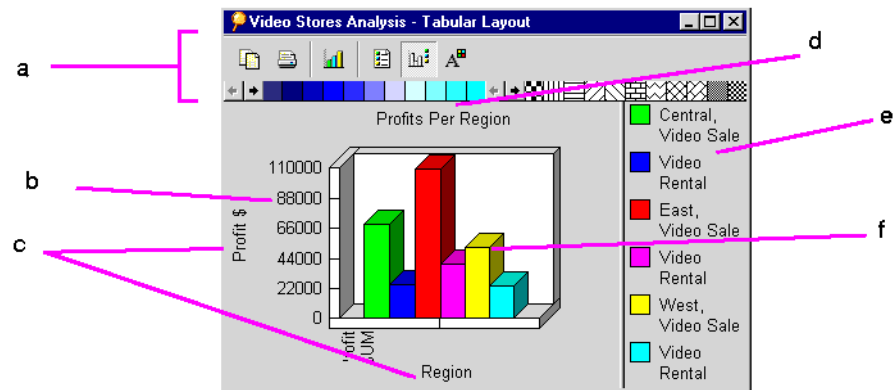 Video Stores Analysis - Tabular Layout
a
d
Profits Per Region
Central,
Video Sale
e
Video
Rental
East,
Video Sale
Video
Rental
West,
Video Sale
Video
Rental
b
c
f
Profit $
110000
88000
66000
44000
22000
0
SUM
Region